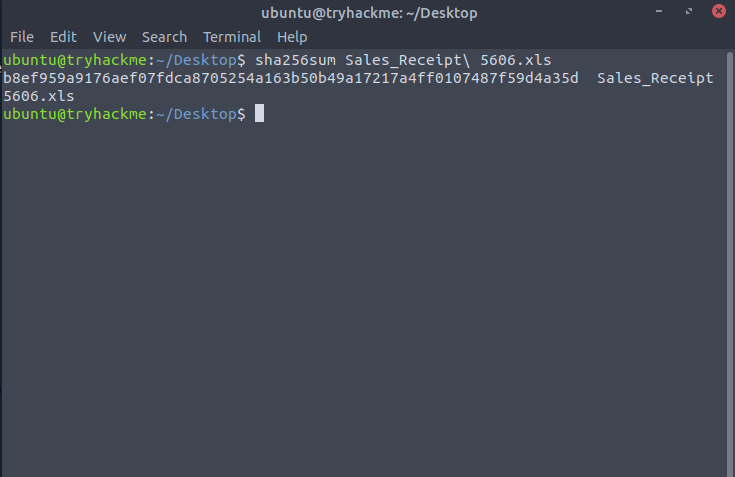 ubuntu@tryhackme: ~/Desktop
File Edit View Search Terminal Help
ubuntu@tryhackme:~/Desktop$ sha256sum Sales_Receipt\ 5606.xls
b8ef959a9176aef07fdca8705254a163b50b49a17217a4ff0107487f59d4a35d  Sales_Receipt
5606.xls
ubuntu@tryhackme:~/Desktop$